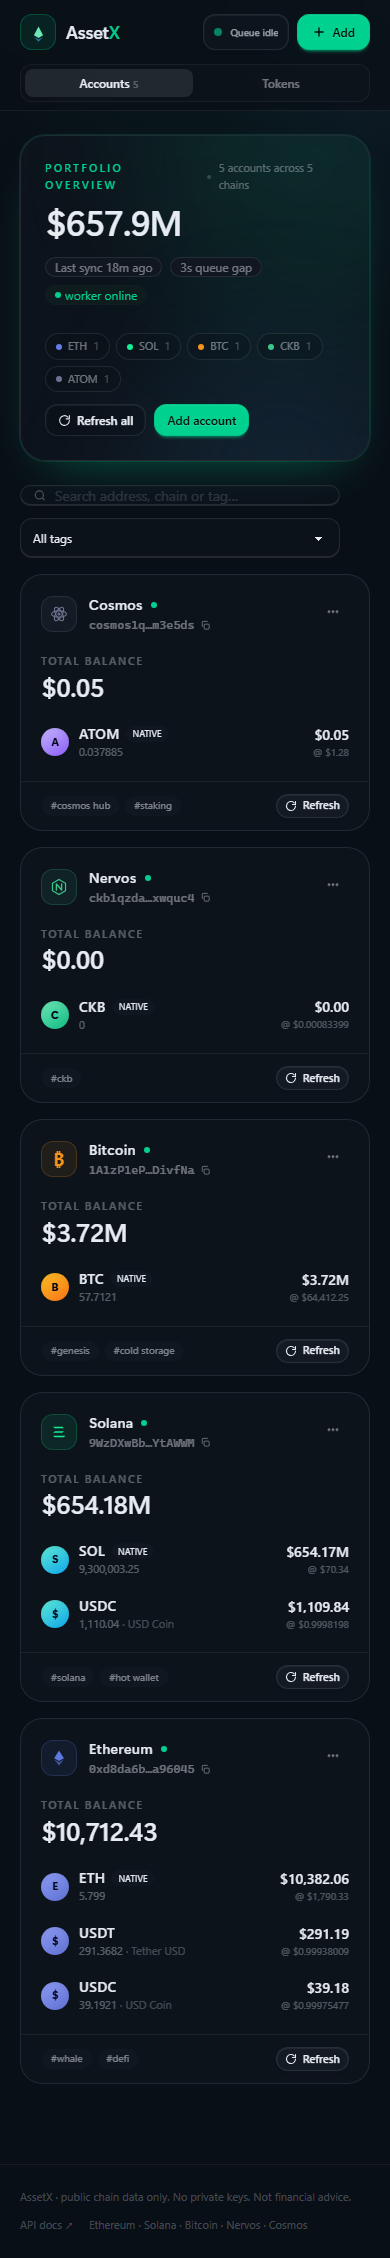 AssetX
Queue idle
+ Add
Accounts 5
Tokens
PORTFOLIO OVERVIEW
5 accounts across 5 chains
$657.9M
Last sync 18m ago
3s queue gap
worker online
ETH 1
SOL 1
BTC 1
CKB 1
ATOM 1
Refresh all
Add account
Search address, chain or tag...
All tags
Cosmos
cosmos1q…m3e5ds
TOTAL BALANCE
$0.05
A
ATOM NATIVE
$0.05
0.037885
@ $1.28
#cosmos hub
#staking
Refresh
Nervos
ckb1qzda…xwquc4
TOTAL BALANCE
$0.00
C
CKB NATIVE
$0.00
0
@ $0.00083399
#ckb
Refresh
Bitcoin
1A1zP1eP…DivfNa
TOTAL BALANCE
$3.72M
B
BTC NATIVE
$3.72M
57.7121
@ $64,412.25
#genesis
#cold storage
Refresh
Solana
9WzDXwBb…YtAWWM
TOTAL BALANCE
$654.18M
S
SOL NATIVE
$654.17M
9,300,003.25
@ $70.34
$
USDC
$1,109.84
1,110.04 · USD Coin
@ $0.9998198
#solana
#hot wallet
Refresh
Ethereum
0xd8da6b…a96045
TOTAL BALANCE
$10,712.43
E
ETH NATIVE
$10,382.06
5.799
@ $1,790.33
$
USDT
$291.19
291.3682 · Tether USD
@ $0.99938009
$
USDC
$39.18
39.1921 · USD Coin
@ $0.99975477
#whale
#defi
Refresh
AssetX · public chain data only. No private keys. Not financial advice.
API docs ↗
Ethereum · Solana · Bitcoin · Nervos · Cosmos